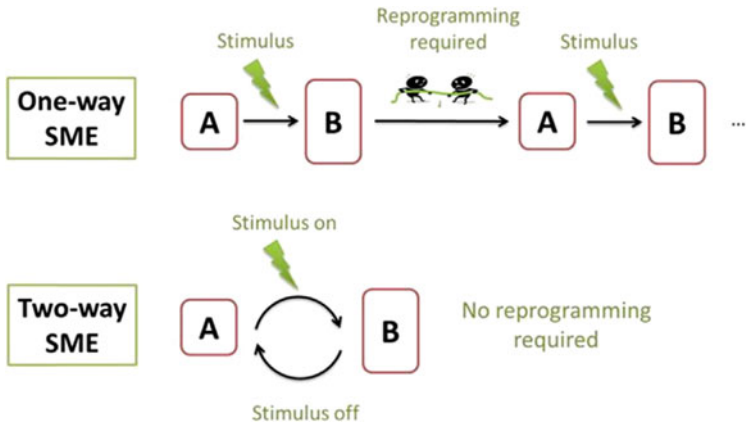 Reprogramming
required
Stimulus
Stimulus
One-way
SME
A
B
A
B
...
Stimulus on
Two-way
SME
A
B
No reprogramming
required
Stimulus off